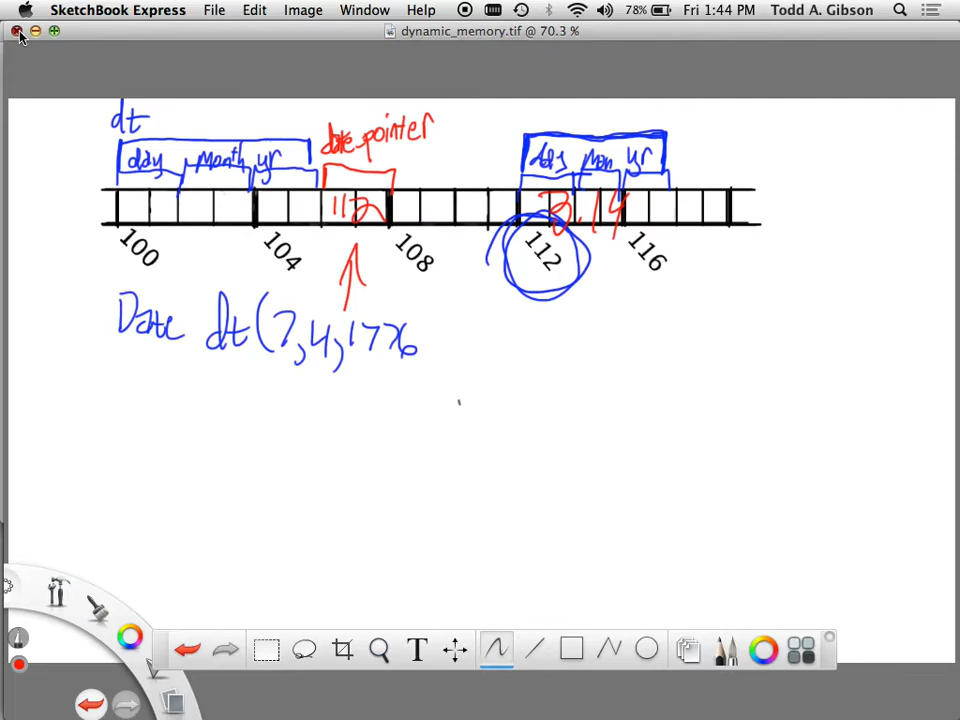 SketchBook Express File Edit Image Window Help 78% Fri 1:44 PM Todd A. Gibson
dynamic_memory.tif @ 70.3 %
dt
date pointer
day month yr
day mon yr
112
3.14
100 104 108 112 116
Date dt(7,4,1776
T